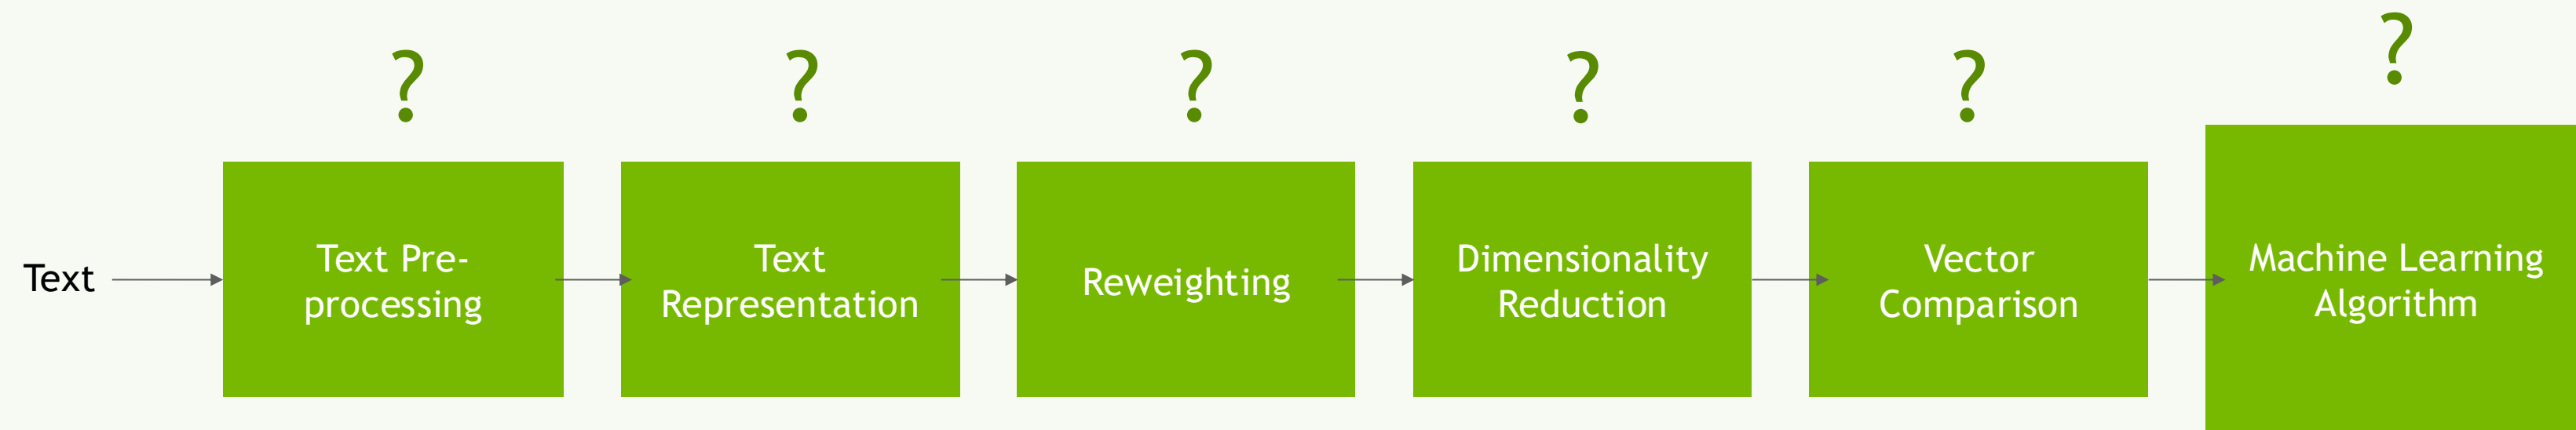 ?
?
?
?
?
?
Text
Text Pre-
processing
Text
Representation
Reweighting
Dimensionality
Reduction
Vector
Comparison
Machine Learning
Algorithm